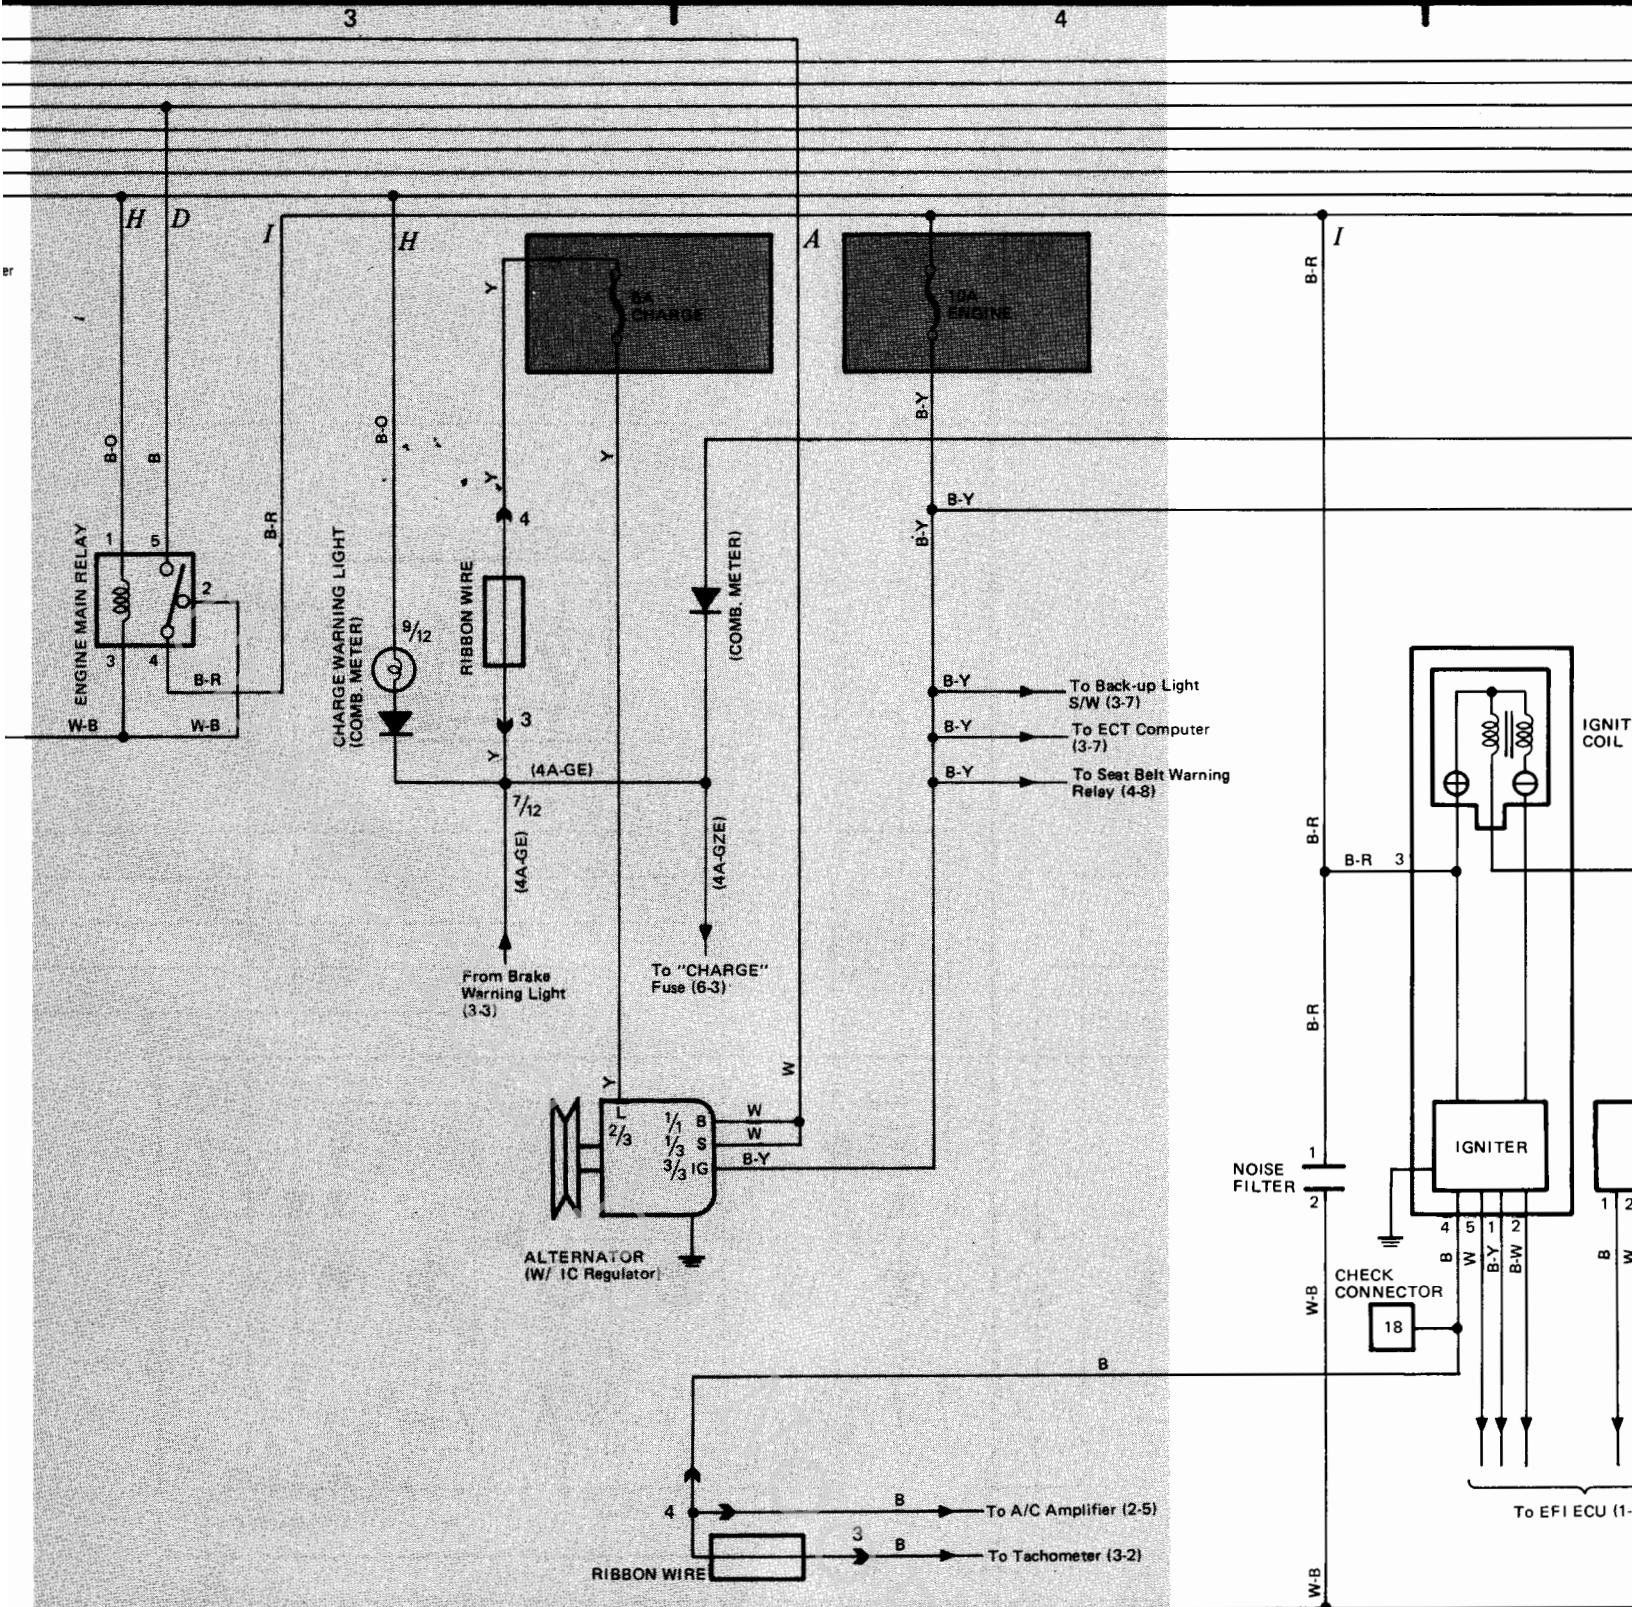 3
4
H
D
I
H
A
I
er
B-R
Y
5A
CHARGE
10A
ENGINE
B-Y
B-O
B
B-O
Y
Y
B-Y
B-Y
4
B-R
ENGINE MAIN RELAY
1
5
2
3
4
B-R
W-B
W-B
CHARGE WARNING LIGHT
(COMB. METER)
9/12
RIBBON WIRE
3
Y
(COMB. METER)
(4A-GE)
7/12
(4A-GE)
(4A-GZE)
B-Y
To Back-up Light
S/W (3-7)
B-Y
To ECT Computer
(3-7)
B-Y
To Seat Belt Warning
Relay (4-8)
IGNIT
COIL
B-R
B-R
3
B-R
From Brake
Warning Light
(3-3)
To "CHARGE"
Fuse (6-3)
W
Y
L
2/3
1/1
B
1/3
S
3/3
IG
W
W
B-Y
ALTERNATOR
(W/ IC Regulator)
IGNITER
1
NOISE
FILTER
2
4
5
1
2
1
2
B
W
B-Y
B-W
B
W
CHECK
CONNECTOR
18
W-B
B
4
B
To A/C Amplifier (2-5)
3
B
To Tachometer (3-2)
RIBBON WIRE
To EFI ECU (1-
W-B